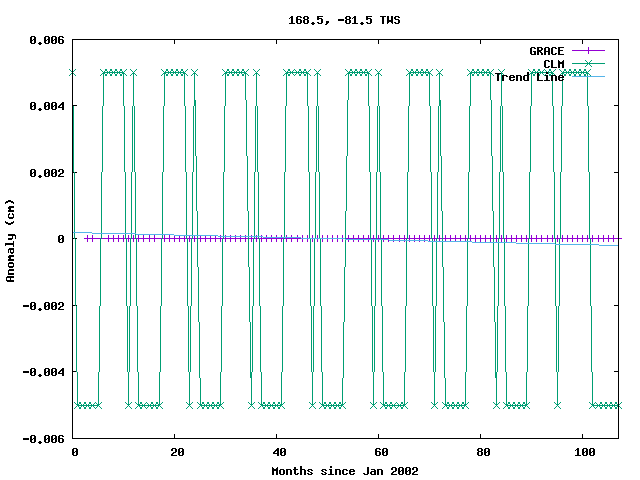 168.5, -81.5 TWS
GRACE
CLM
Trend Line
0.006
0.004
0.002
0
-0.002
-0.004
-0.006
Anomaly (cm)
0 20 40 60 80 100
Months since Jan 2002